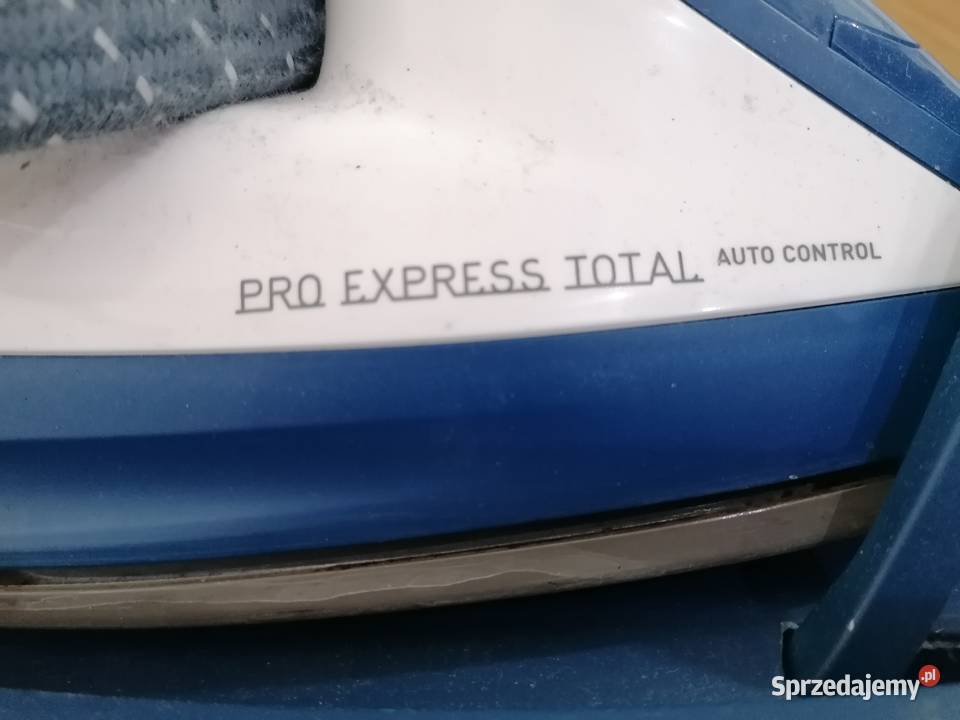 PRO EXPRESS TOTAL AUTO CONTROL
Sprzedajemy.pl